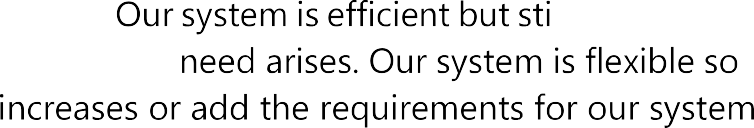 Our system is efficient but sti
need arises. Our system is flexible so
increases or add the requirements for our system